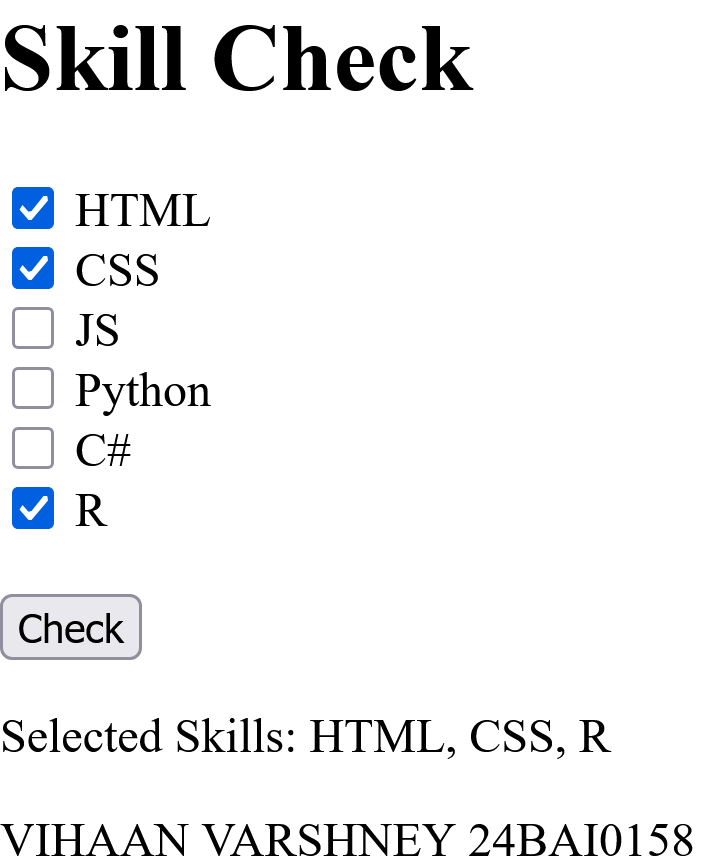 Skill Check
HTML
CSS
JS
Python
C#
R
Check
Selected Skills: HTML, CSS, R
VIHAAN VARSHNEY 24BAI0158